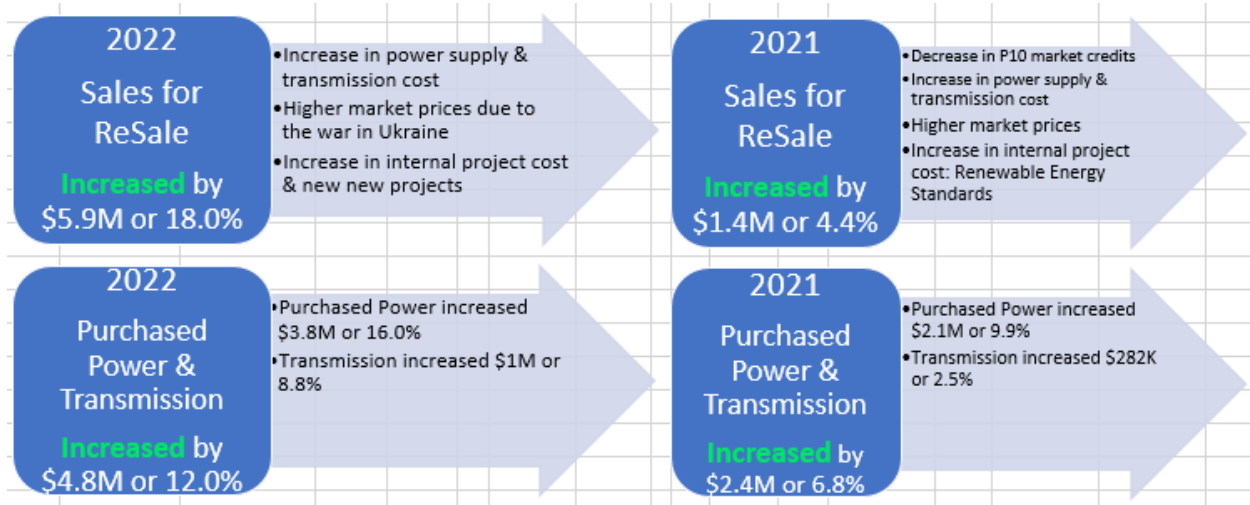 2022
Sales for
ReSale
Increased by
$5.9M or 18.0%
•Increase in power supply &
transmission cost
•Higher market prices due to
the war in Ukraine
•Increase in internal project cost
& new new projects
2021
Sales for
ReSale
Increased by
$1.4M or 4.4%
•Decrease in P10 market credits
•Increase in power supply &
transmission cost
•Higher market prices
•Increase in internal project
cost: Renewable Energy
Standards
2022
Purchased
Power &
Transmission
Increased by
$4.8M or 12.0%
•Purchased Power increased
$3.8M or 16.0%
•Transmission increased $1M or
8.8%
2021
Purchased
Power &
Transmission
Increased by
$2.4M or 6.8%
•Purchased Power increased
$2.1M or 9.9%
•Transmission increased $282K
or 2.5%